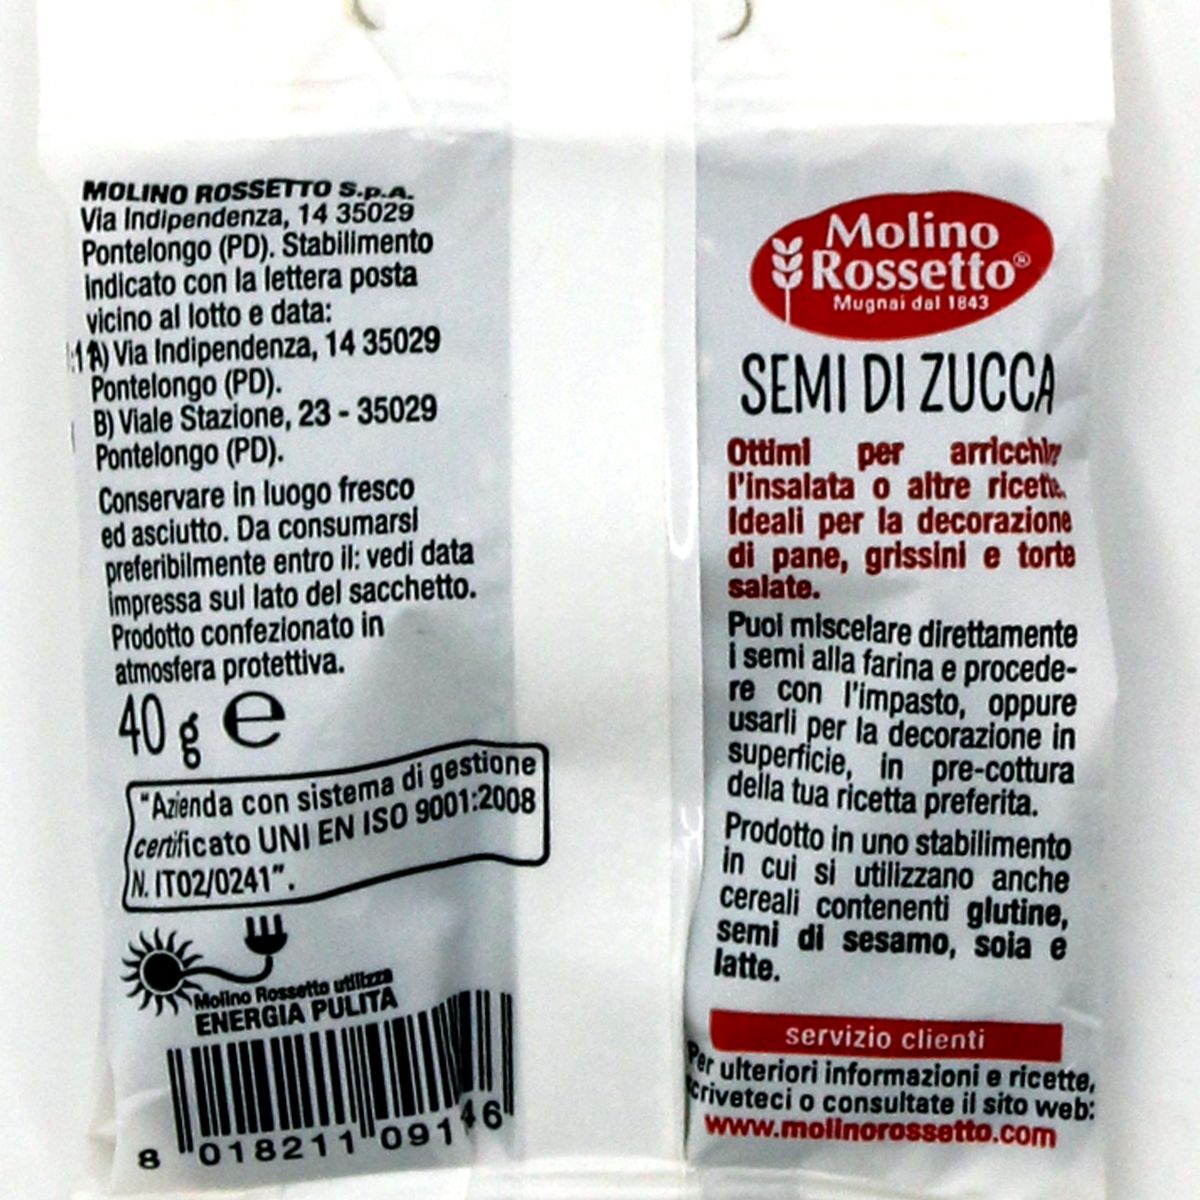 MOLINO ROSSETTO S.p.A.
Via Indipendenza, 14 35029
Pontelongo (PD). Stabilimento
indicato con la lettera posta
vicino al lotto e data:
A) Via Indipendenza, 14 35029
Pontelongo (PD).
B) Viale Stazione, 23 - 35029
Pontelongo (PD).
Conservare in luogo fresco
ed asciutto. Da consumarsi
preferibilmente entro il: vedi data
impressa sul lato del sacchetto.
Prodotto confezionato in
atmosfera protettiva.
40 g e
"Azienda con sistema di gestione
certificato UNI EN ISO 9001:2008
N. IT02/0241".
Molino Rossetto utilizza
ENERGIA PULITA
8 018211 09146
Molino
Rossetto®
Mugnai dal 1843
SEMI DI ZUCCA
Ottimi per arricchire
l'insalata o altre ricette.
Ideali per la decorazione
di pane, grissini e torte
salate.
Puoi miscelare direttamente
i semi alla farina e procede-
re con l'impasto, oppure
usarli per la decorazione in
superficie, in pre-cottura
della tua ricetta preferita.
Prodotto in uno stabilimento
in cui si utilizzano anche
cereali contenenti glutine,
semi di sesamo, soia e
latte.
servizio clienti
Per ulteriori informazioni e ricette,
scriveteci o consultate il sito web:
www.molinorossetto.com